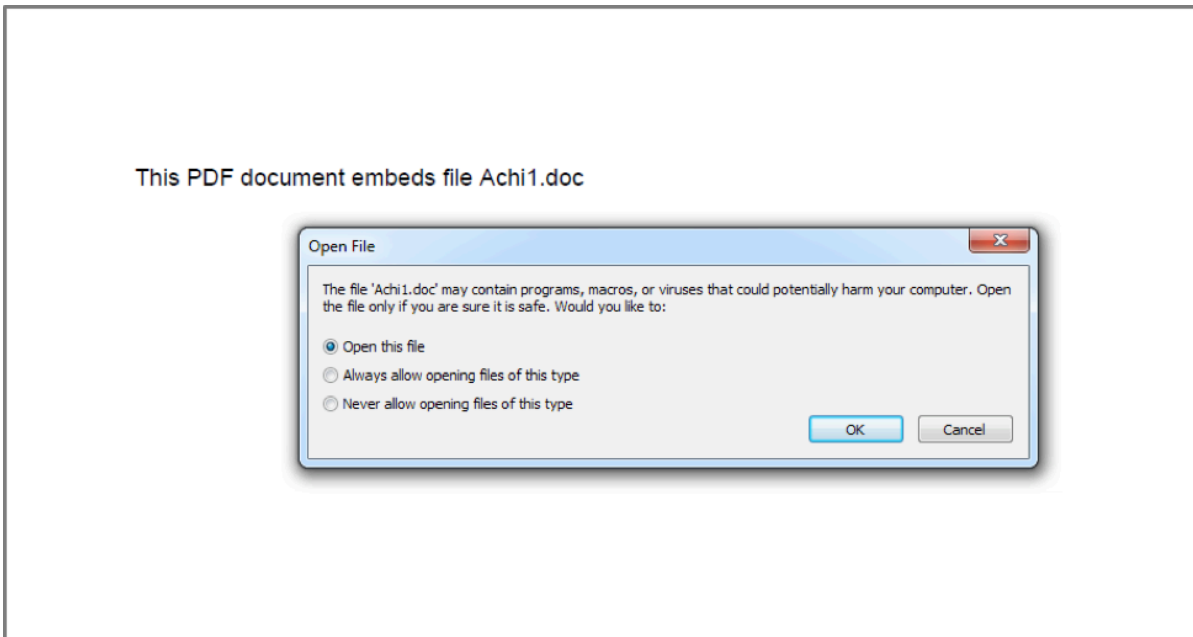 This PDF document embeds file Achi1.doc
Open File
The file 'Achi1.doc' may contain programs, macros, or viruses that could potentially harm your computer. Open
the file only if you are sure it is safe. Would you like to:
Open this file
Always allow opening files of this type
Never allow opening files of this type
OK Cancel